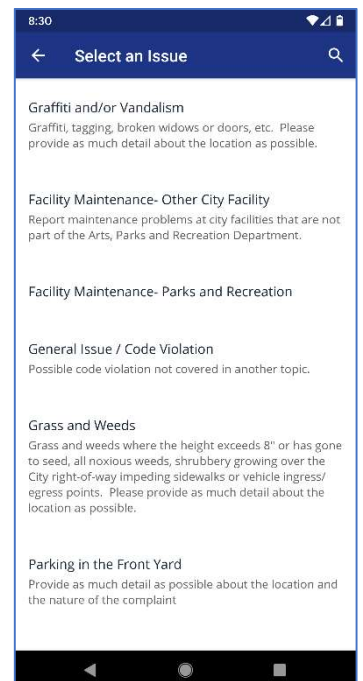 8:30
Select an Issue
Graffiti and/or Vandalism
Graffiti, tagging, broken widows or doors, etc. Please
provide as much detail about the location as possible.
Facility Maintenance- Other City Facility
Report maintenance problems at city facilities that are not
part of the Arts, Parks and Recreation Department.
Facility Maintenance- Parks and Recreation
General Issue / Code Violation
Possible code violation not covered in another topic.
Grass and Weeds
Grass and weeds where the height exceeds 8" or has gone
to seed, all noxious weeds, shrubbery growing over the
City right-of-way impeding sidewalks or vehicle ingress/
egress points. Please provide as much detail about the
location as possible.
Parking in the Front Yard
Provide as much detail as possible about the location and
the nature of the complaint